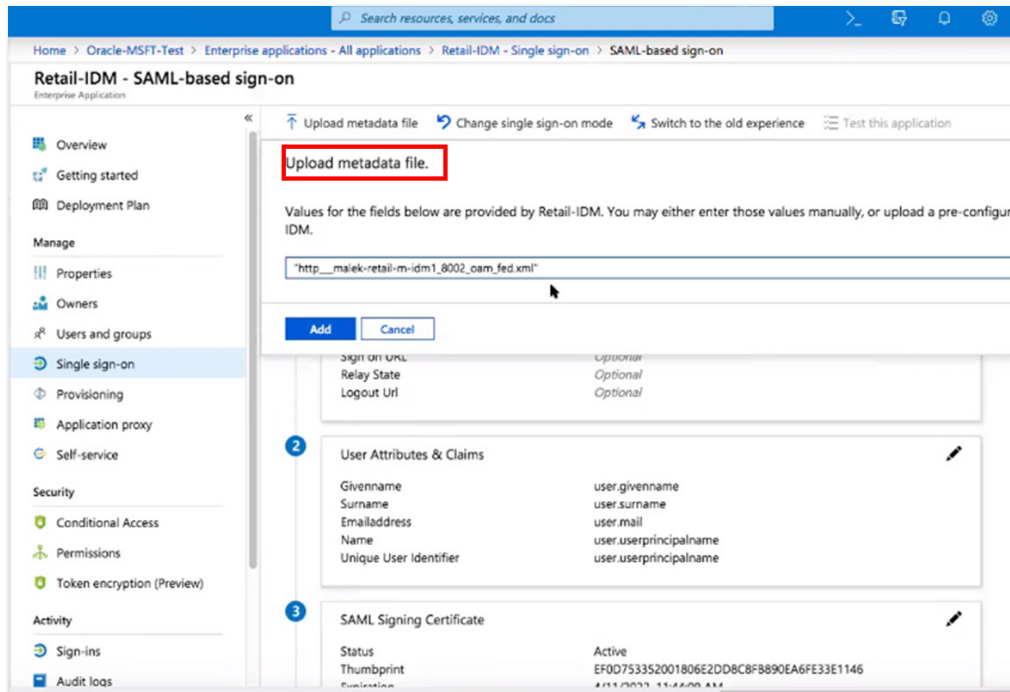 Search resources, services, and docs
Home > Oracle-MSFT-Test > Enterprise applications - All applications > Retail-IDM - Single sign-on > SAML-based sign-on
Retail-IDM - SAML-based sign-on
Enterprise Application
Overview
Getting started
Deployment Plan
Manage
Properties
Owners
Users and groups
Single sign-on
Provisioning
Application proxy
Self-service
Security
Conditional Access
Permissions
Token encryption (Preview)
Activity
Sign-ins
Audit logs
Upload metadata file Change single sign-on mode Switch to the old experience Test this application
Upload metadata file.
Values for the fields below are provided by Retail-IDM. You may either enter those values manually, or upload a pre-configur
IDM.
"http__malek-retail-m-idm1_8002_oam_fed.xml"
Add Cancel
Sign on URL Optional
Relay State Optional
Logout Url Optional
2 User Attributes & Claims
Givenname user.givenname
Surname user.surname
Emailaddress user.mail
Name user.userprincipalname
Unique User Identifier user.userprincipalname
3 SAML Signing Certificate
Status Active
Thumbprint EF0D753352001806E2DD8C8FB890EA6FE33E1146
Expiration